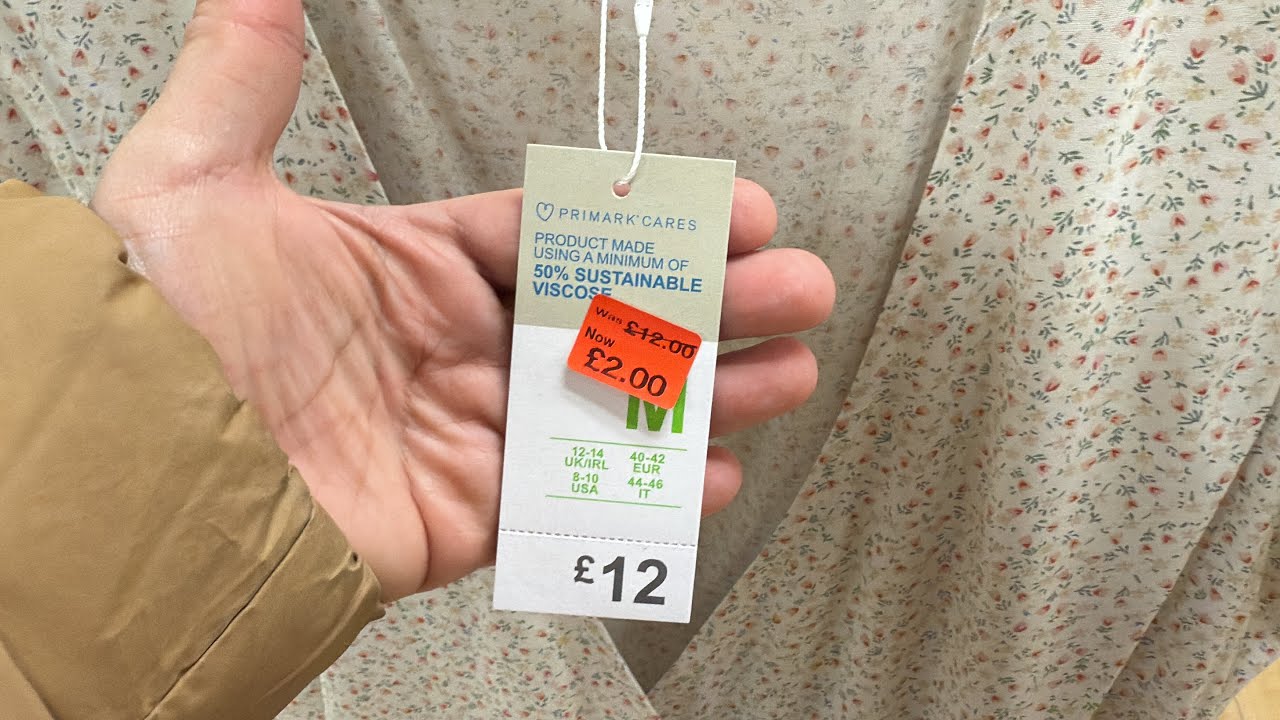 PRIMARK® CARES
PRODUCT MADE
USING A MINIMUM OF
50% SUSTAINABLE
VISCOSE
Was £12.00
Now
£2.00
M
12-14
UK/IRL
40-42
EUR
8-10
USA
44-46
IT
£12